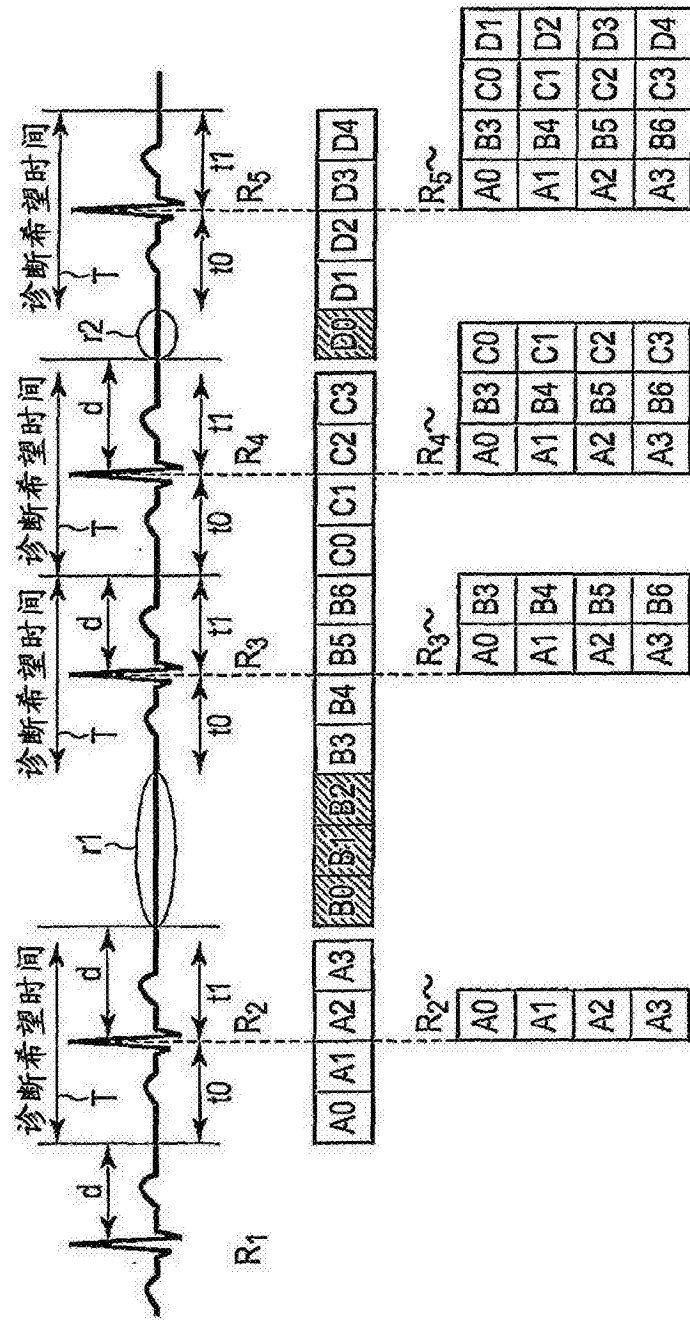 诊断希望时间 诊断希望时间 诊断希望时间 诊断希望时间
T T T T
d d r1 d d r2
t0 t1 t0 t1 t0 t1 t0 t1
R1 R2 R3 R4 R5
A0 A1 A2 A3 B0 B1 B2 B3 B4 B5 B6 C0 C1 C2 C3 D0 D1 D2 D3 D4
R2~ R3~ R4~ R5~
A0 A0 B3 A0 B3 C0 A0 B3 C0 D1
A1 A1 B4 A1 B4 C1 A1 B4 C1 D2
A2 A2 B5 A2 B5 C2 A2 B5 C2 D3
A3 A3 B6 A3 B6 C3 A3 B6 C3 D4